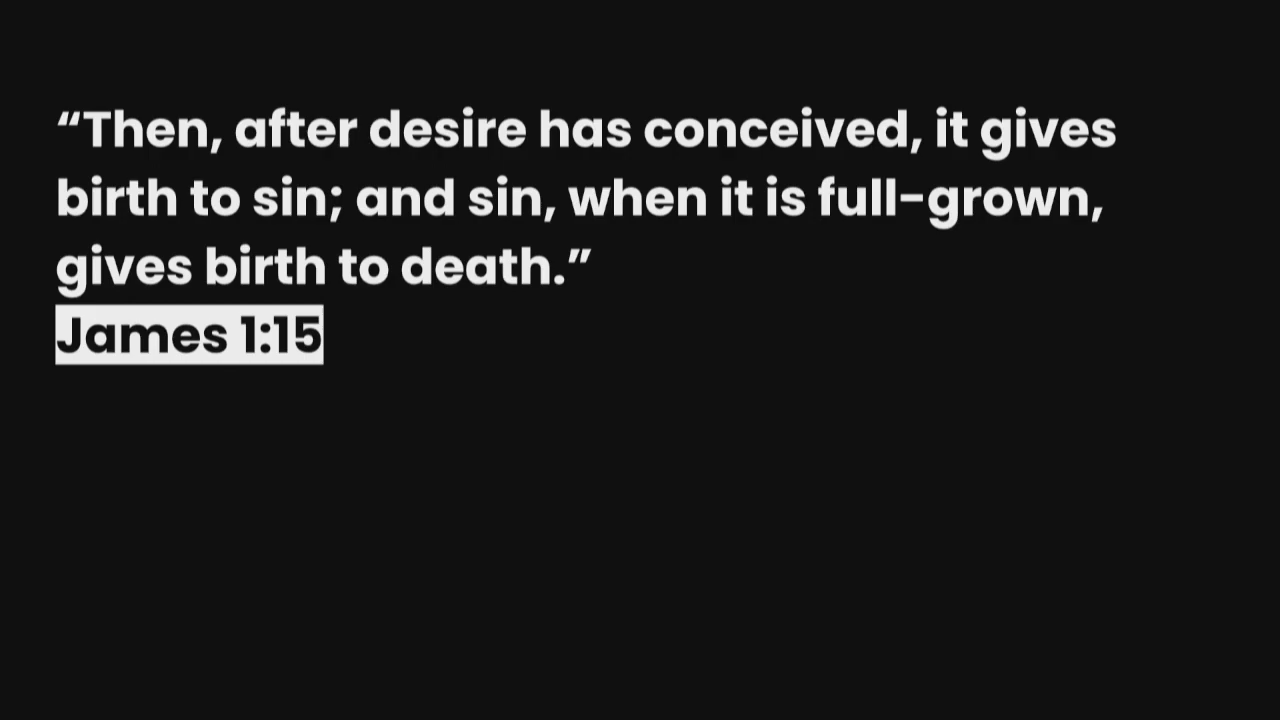 “Then, after desire has conceived, it gives
birth to sin; and sin, when it is full-grown,
gives birth to death.”
James 1:15